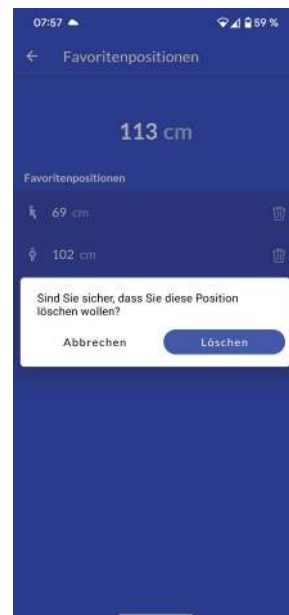 07:57
59 %
Favoritenpositionen
113 cm
Favoritenpositionen
69 cm
102 cm
Sind Sie sicher, dass Sie diese Position
löschen wollen?
Abbrechen
Löschen